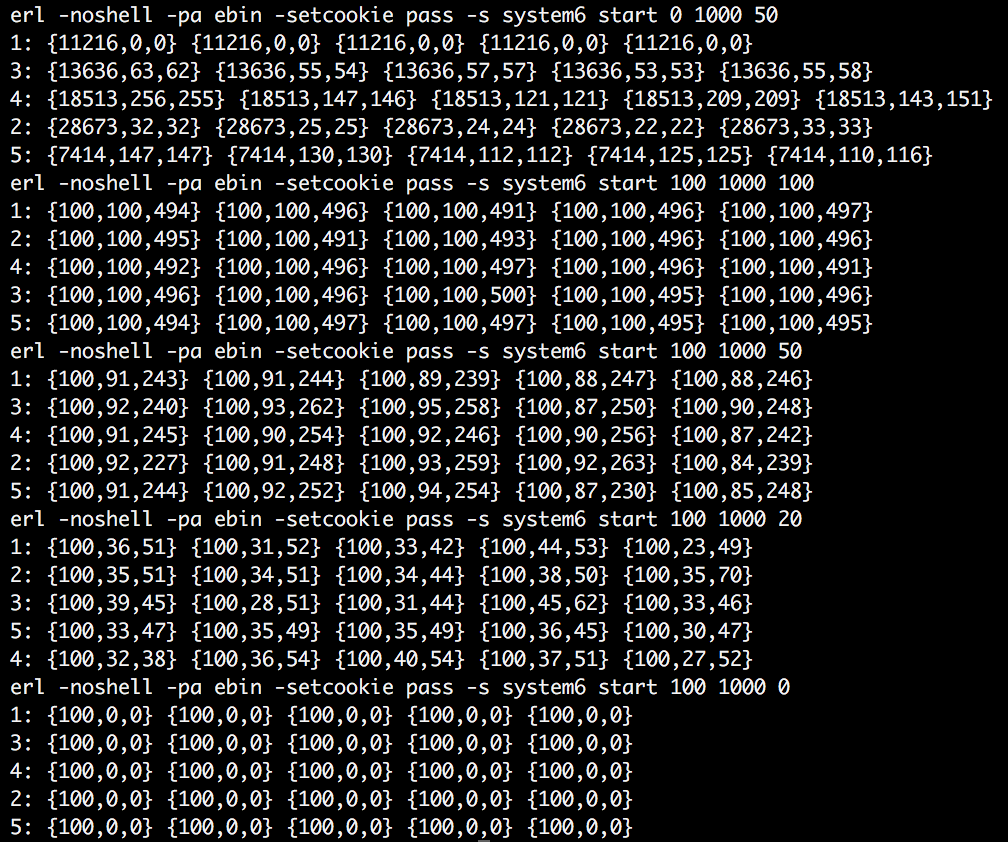 erl -noshell -pa ebin -setcookie pass -s system6 start 0 1000 50
1: {11216,0,0} {11216,0,0} {11216,0,0} {11216,0,0} {11216,0,0}
3: {13636,63,62} {13636,55,54} {13636,57,57} {13636,53,53} {13636,55,58}
4: {18513,256,255} {18513,147,146} {18513,121,121} {18513,209,209} {18513,143,151}
2: {28673,32,32} {28673,25,25} {28673,24,24} {28673,22,22} {28673,33,33}
5: {7414,147,147} {7414,130,130} {7414,112,112} {7414,125,125} {7414,110,116}
erl -noshell -pa ebin -setcookie pass -s system6 start 100 1000 100
1: {100,100,494} {100,100,496} {100,100,491} {100,100,496} {100,100,497}
2: {100,100,495} {100,100,491} {100,100,493} {100,100,496} {100,100,496}
4: {100,100,492} {100,100,496} {100,100,497} {100,100,496} {100,100,491}
3: {100,100,496} {100,100,496} {100,100,500} {100,100,495} {100,100,496}
5: {100,100,494} {100,100,497} {100,100,497} {100,100,495} {100,100,495}
erl -noshell -pa ebin -setcookie pass -s system6 start 100 1000 50
1: {100,91,243} {100,91,244} {100,89,239} {100,88,247} {100,88,246}
3: {100,92,240} {100,93,262} {100,95,258} {100,87,250} {100,90,248}
4: {100,91,245} {100,90,254} {100,92,246} {100,90,256} {100,87,242}
2: {100,92,227} {100,91,248} {100,93,259} {100,92,263} {100,84,239}
5: {100,91,244} {100,92,252} {100,94,254} {100,87,230} {100,85,248}
erl -noshell -pa ebin -setcookie pass -s system6 start 100 1000 20
1: {100,36,51} {100,31,52} {100,33,42} {100,44,53} {100,23,49}
2: {100,35,51} {100,34,51} {100,34,44} {100,38,50} {100,35,70}
3: {100,39,45} {100,28,51} {100,31,44} {100,45,62} {100,33,46}
5: {100,33,47} {100,35,49} {100,35,49} {100,36,45} {100,30,47}
4: {100,32,38} {100,36,54} {100,40,54} {100,37,51} {100,27,52}
erl -noshell -pa ebin -setcookie pass -s system6 start 100 1000 0
1: {100,0,0} {100,0,0} {100,0,0} {100,0,0} {100,0,0}
3: {100,0,0} {100,0,0} {100,0,0} {100,0,0} {100,0,0}
4: {100,0,0} {100,0,0} {100,0,0} {100,0,0} {100,0,0}
2: {100,0,0} {100,0,0} {100,0,0} {100,0,0} {100,0,0}
5: {100,0,0} {100,0,0} {100,0,0} {100,0,0} {100,0,0}